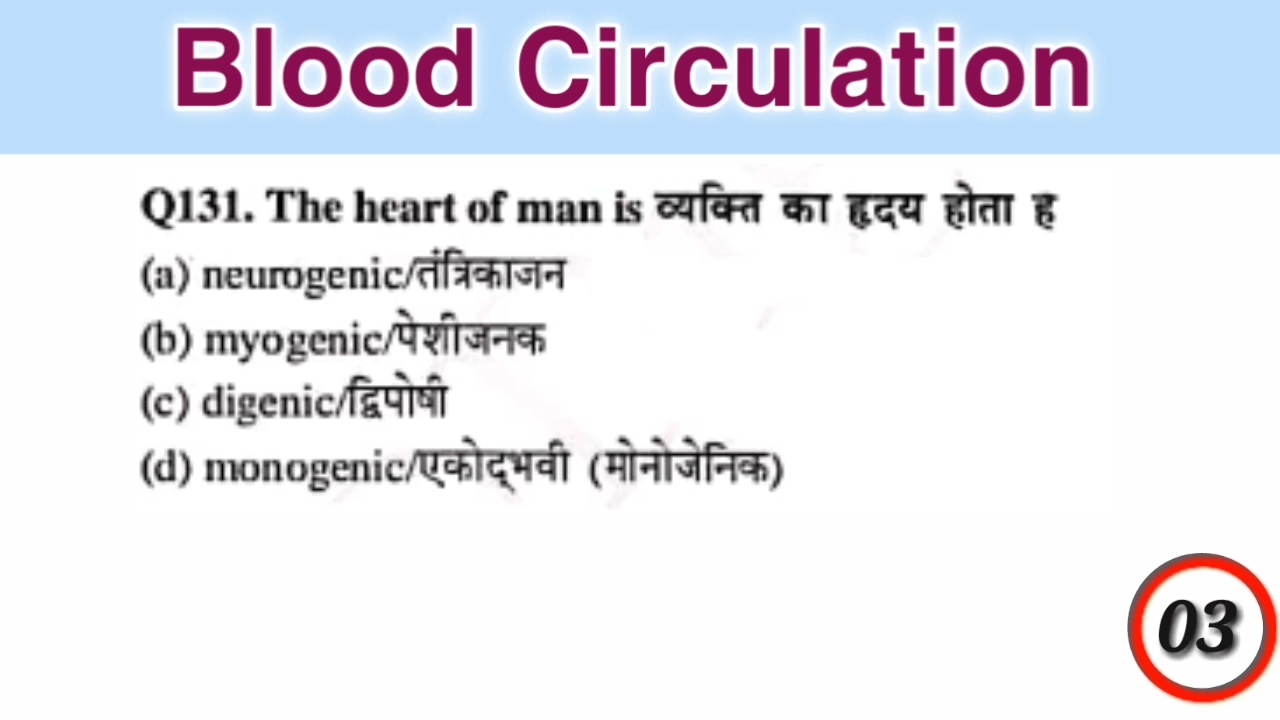 Blood Circulation
Q131. The heart of man is व्यक्ति का हृदय होता ह
(a) neurogenic/तंत्रिकाजन
(b) myogenic/पेशीजनक
(c) digenic/द्विपोषी
(d) monogenic/एकोद्भवी (मोनोजेनिक)
03